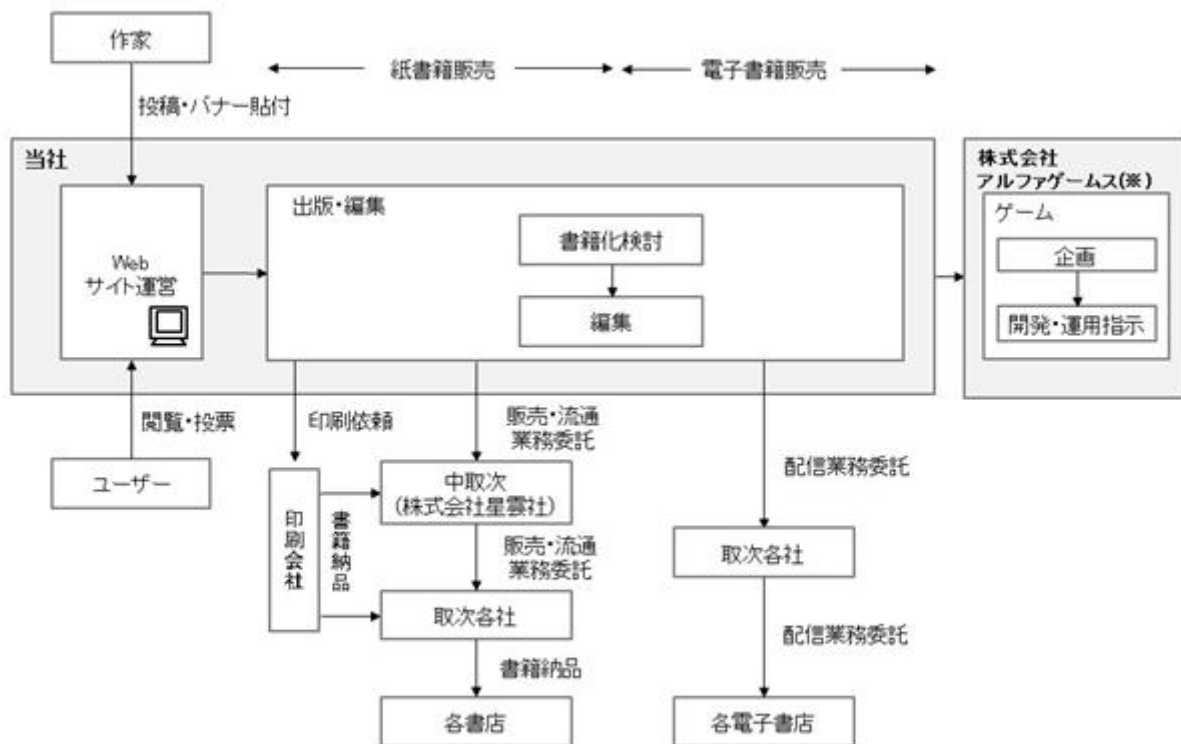 作家
紙書籍販売
電子書籍販売
投稿・バナー貼付
当社
株式会社
アルファゲームス(※)
出版・編集
ゲーム
書籍化検討
企画
Web
サイト運営
編集
開発・運用指示
閲覧・投票
印刷依頼
販売・流通
業務委託
配信業務委託
ユーザー
中取次
(株式会社星雲社)
印刷会社
書籍納品
販売・流通
業務委託
取次各社
取次各社
配信業務委託
書籍納品
各書店
各電子書店